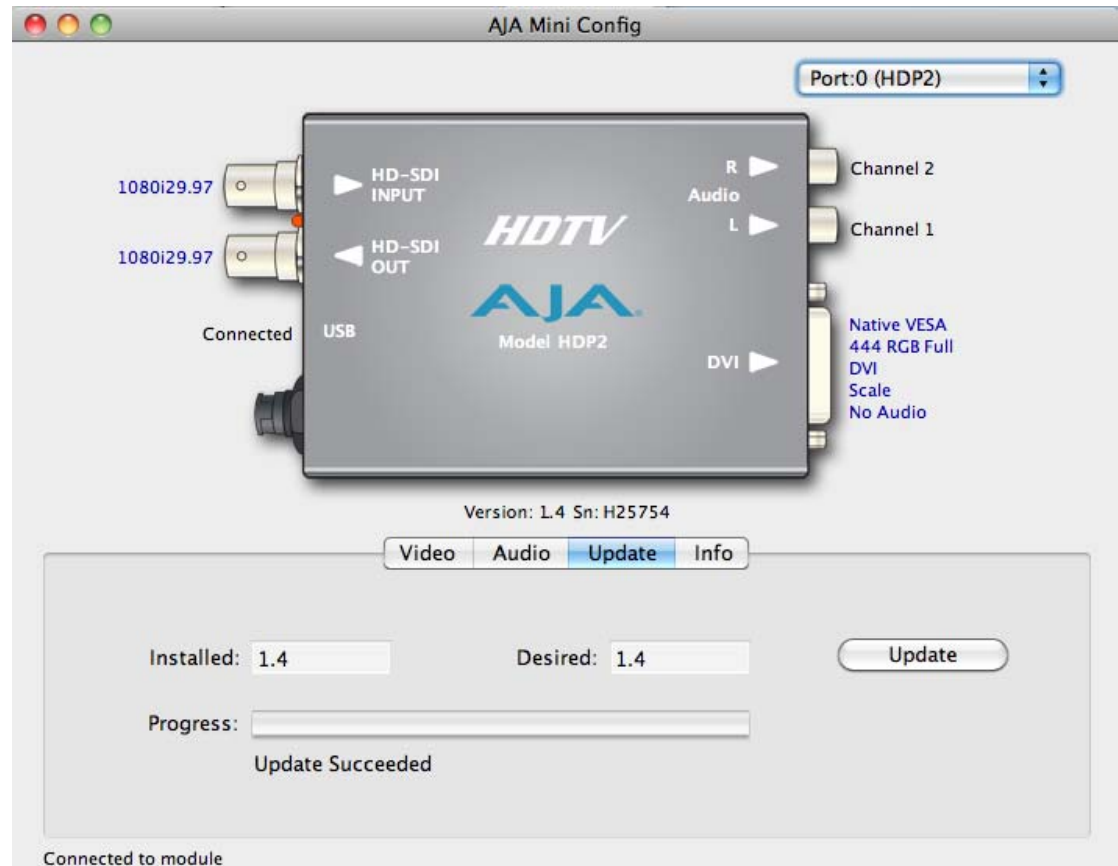 AJA Mini Config
Port:0 (HDP2)
1080i29.97
HD-SDI
INPUT
R
Audio
L
Channel 2
Channel 1
HDTV
1080i29.97
HD-SDI
OUT
AJA
Model HDP2
Connected
USB
DVI
Native VESA
444 RGB Full
DVI
Scale
No Audio
Version: 1.4 Sn: H25754
Video Audio Update Info
Installed: 1.4 Desired: 1.4 Update
Progress:
Update Succeeded
Connected to module